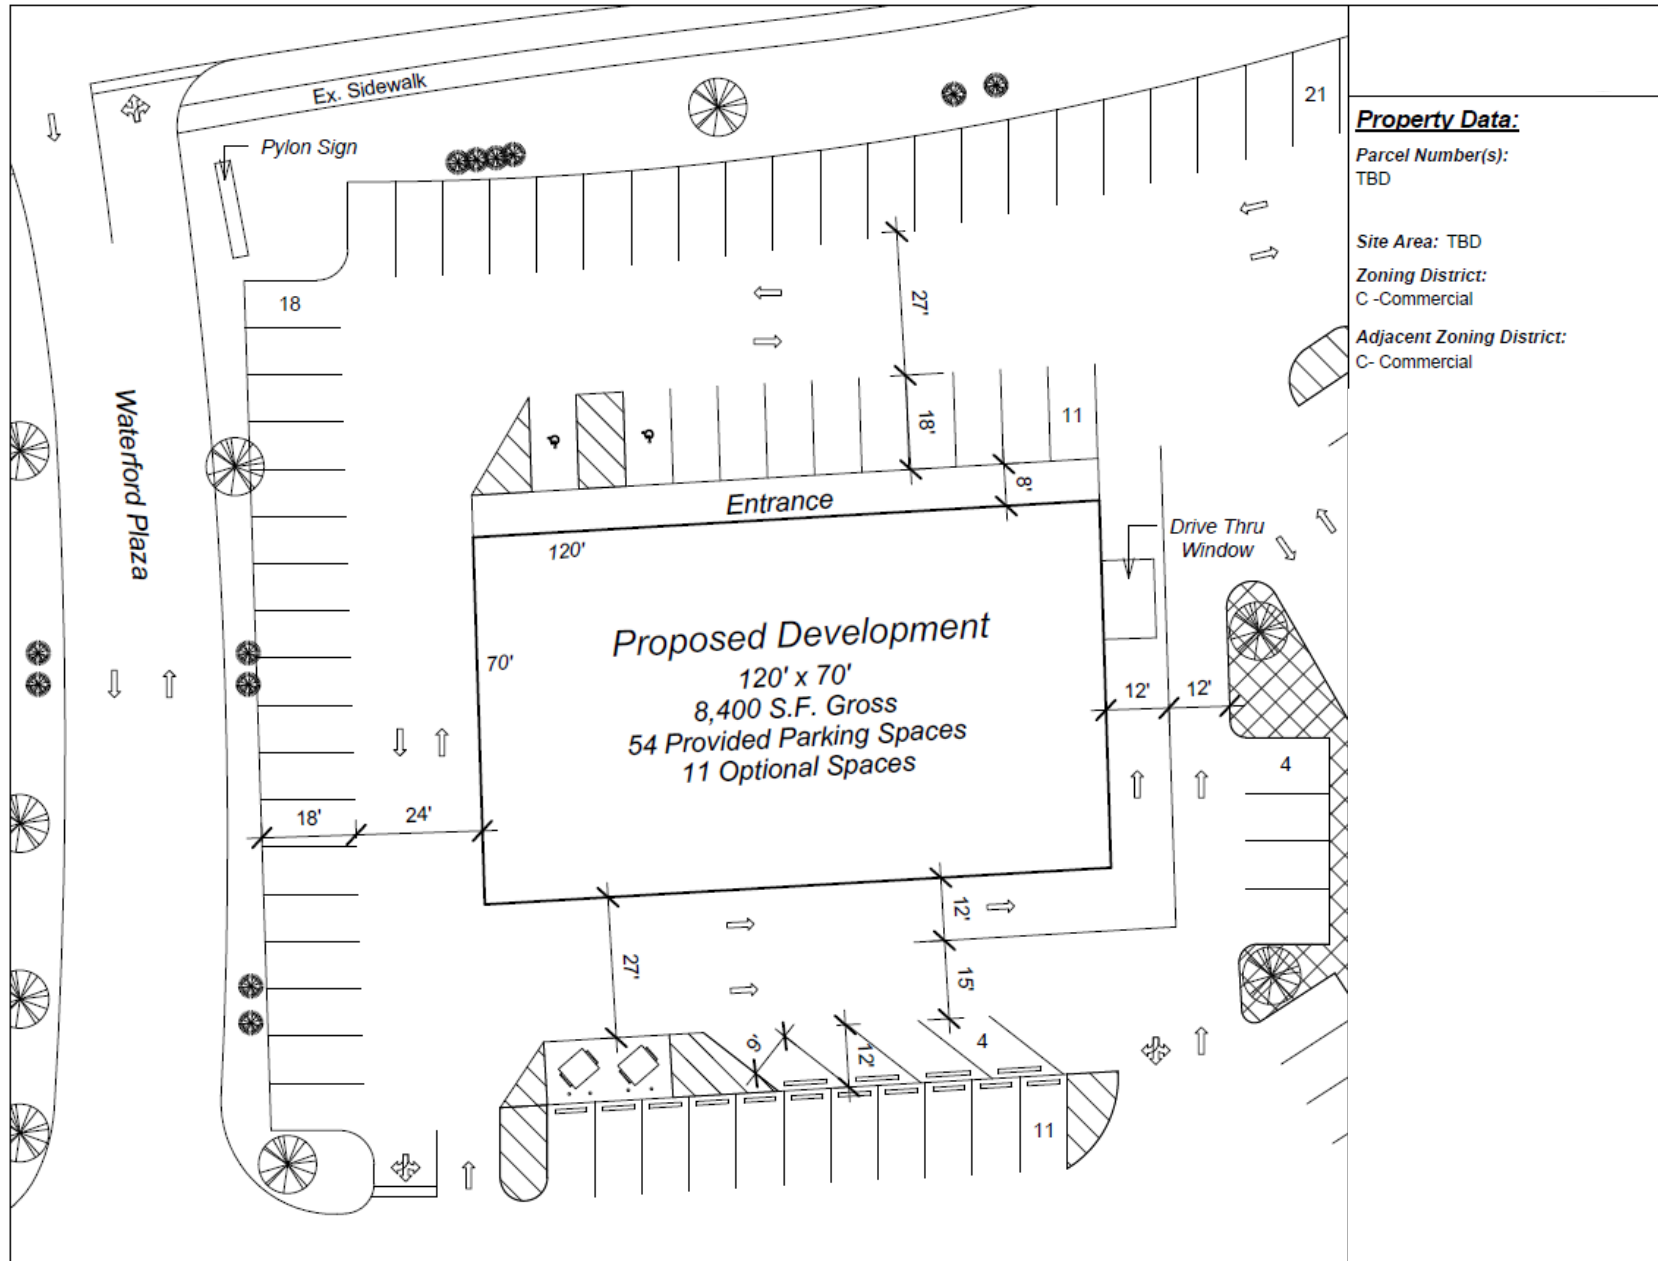 Ex. Sidewalk
Pylon Sign
21
Property Data:
Parcel Number(s):
TBD
Site Area: TBD
Zoning District:
C -Commercial
Adjacent Zoning District:
C- Commercial
18
27'
Waterford Plaza
18'
11
8'
Entrance
120'
Drive Thru
Window
70'
Proposed Development
120' x 70'
8,400 S.F. Gross
54 Provided Parking Spaces
11 Optional Spaces
12'
12'
4
18'
24'
12'
27'
15'
9'
12'
4
11